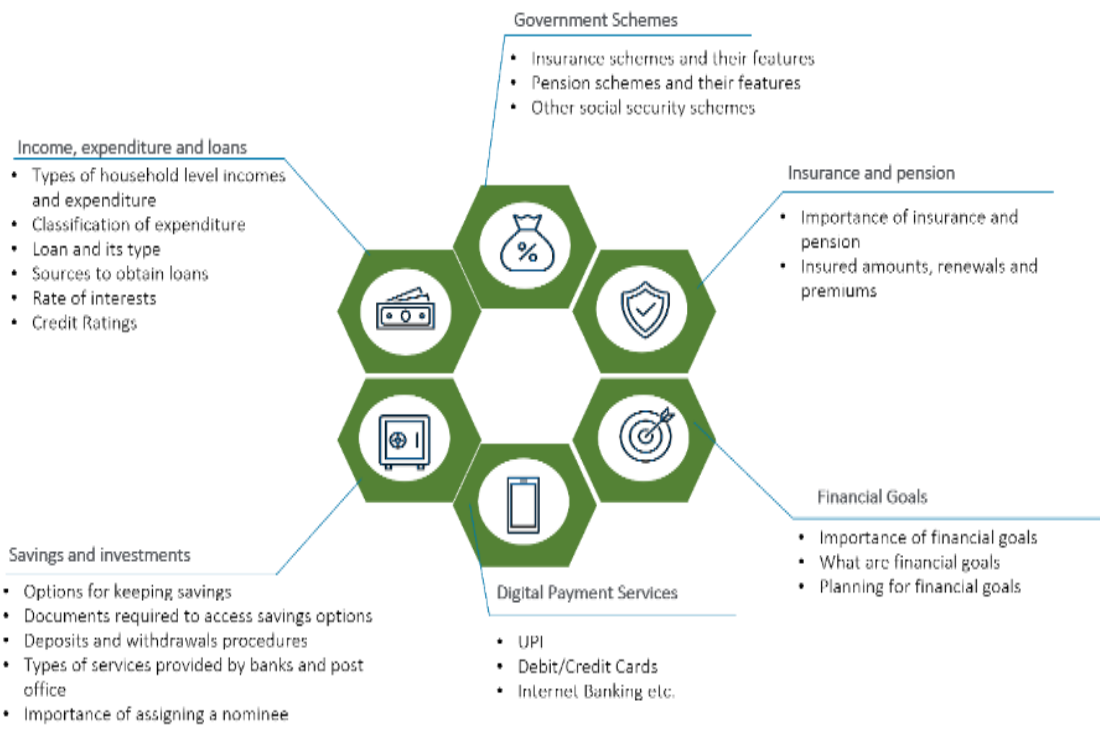 Government Schemes
• Insurance schemes and their features
• Pension schemes and their features
• Other social security schemes
Income, expenditure and loans
• Types of household level incomes
and expenditure
• Classification of expenditure
• Loan and its type
• Sources to obtain loans
• Rate of interests
• Credit Ratings
Insurance and pension
• Importance of insurance and
pension
• Insured amounts, renewals and
premiums
%
Financial Goals
• Importance of financial goals
• What are financial goals
• Planning for financial goals
Savings and investments
• Options for keeping savings
• Documents required to access savings options
• Deposits and withdrawals procedures
• Types of services provided by banks and post
office
• Importance of assigning a nominee
Digital Payment Services
• UPI
• Debit/Credit Cards
• Internet Banking etc.